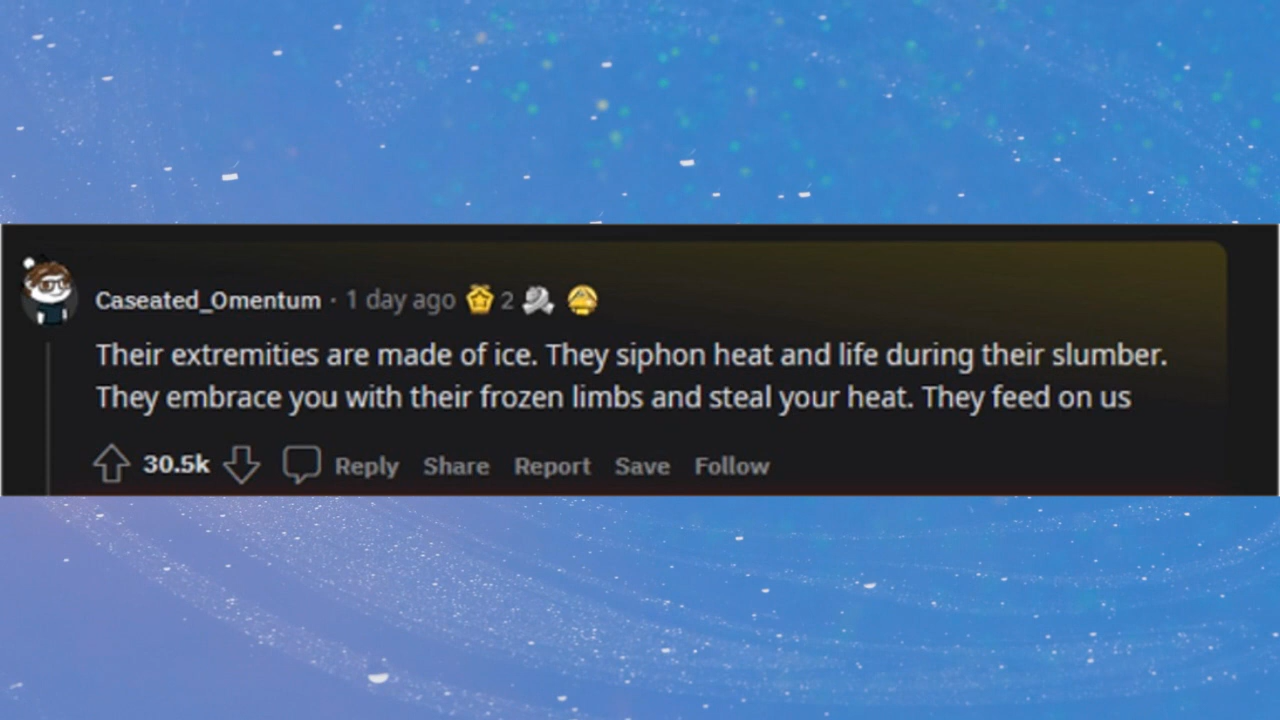 Caseated_Omentum · 1 day ago 2
Their extremities are made of ice. They siphon heat and life during their slumber.
They embrace you with their frozen limbs and steal your heat. They feed on us
30.5k Reply Share Report Save Follow